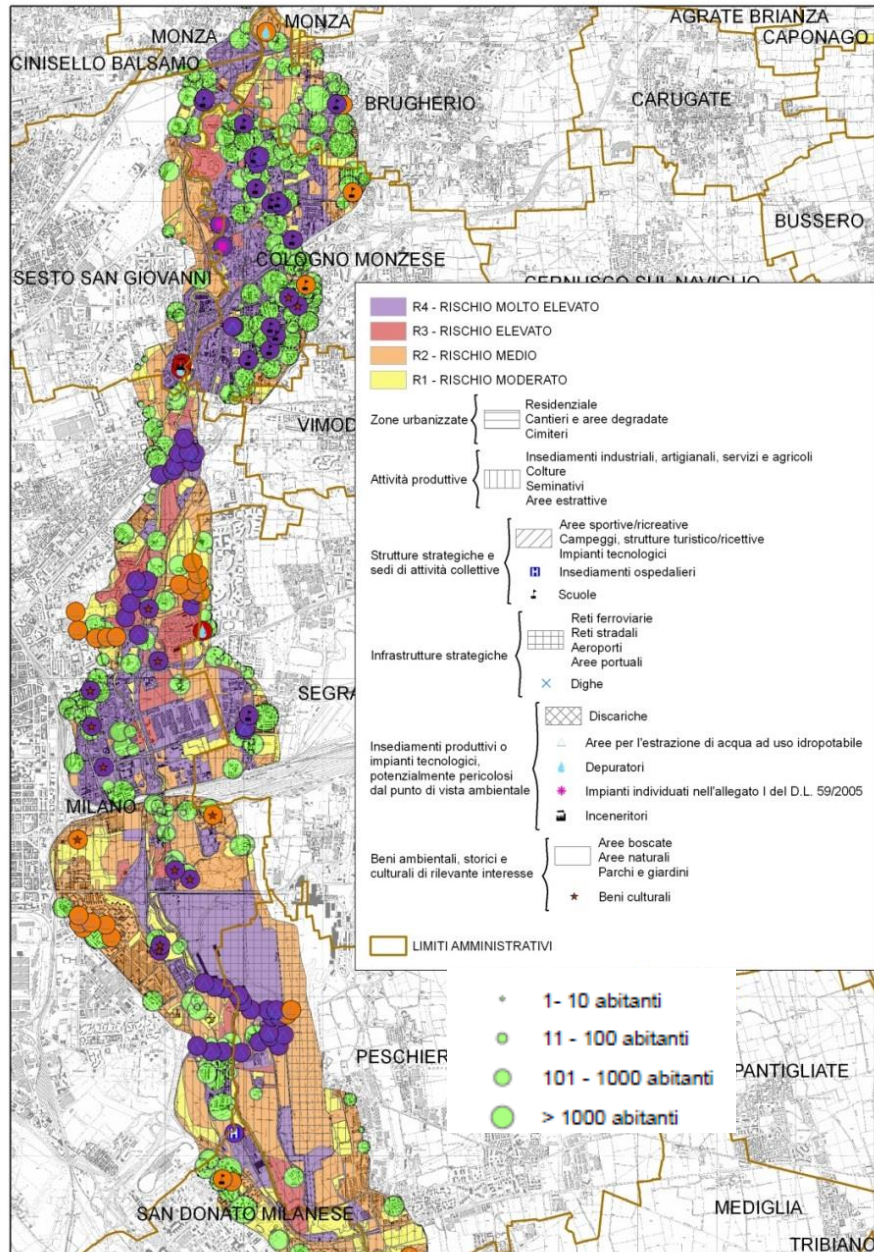 MONZA
MONZA
AGRATE BRIANZA
CAPONAGO
CINISELLO BALSAMO
BRUGHERIO
CARUGATE
BUSSERO
COLOGNO MONZESE
SESTO SAN GIOVANNI
CERNUSCO SUL NAVIGLIO
R4 - RISCHIO MOLTO ELEVATO
R3 - RISCHIO ELEVATO
R2 - RISCHIO MEDIO
R1 - RISCHIO MODERATO
VIMOD
Zone urbanizzate
Residenziale
Cantieri e aree degradate
Cimiteri
Attività produttive
Insediamenti industriali, artigianali, servizi e agricoli
Colture
Seminativi
Aree estrattive
Strutture strategiche e
sedi di attività collettive
Aree sportive/ricreative
Campeggi, strutture turistico/ricettive
Impianti tecnologici
H Insediamenti ospedalieri
Scuole
Infrastrutture strategiche
Reti ferroviarie
Reti stradali
Aeroporti
Aree portuali
Dighe
SEGRA
Insediamenti produttivi o
impianti tecnologici,
potenzialmente pericolosi
dal punto di vista ambientale
Discariche
Aree per l'estrazione di acqua ad uso idropotabile
Depuratori
Impianti individuati nell'allegato I del D.L. 59/2005
Inceneritori
MILANO
Beni ambientali, storici e
culturali di rilevante interesse
Aree boscate
Aree naturali
Parchi e giardini
Beni culturali
LIMITI AMMINISTRATIVI
1- 10 abitanti
11 - 100 abitanti
101 - 1000 abitanti
> 1000 abitanti
PESCHIER
PANTIGLIATE
H
SAN DONATO MILANESE
MEDIGLIA
TRIBIANO